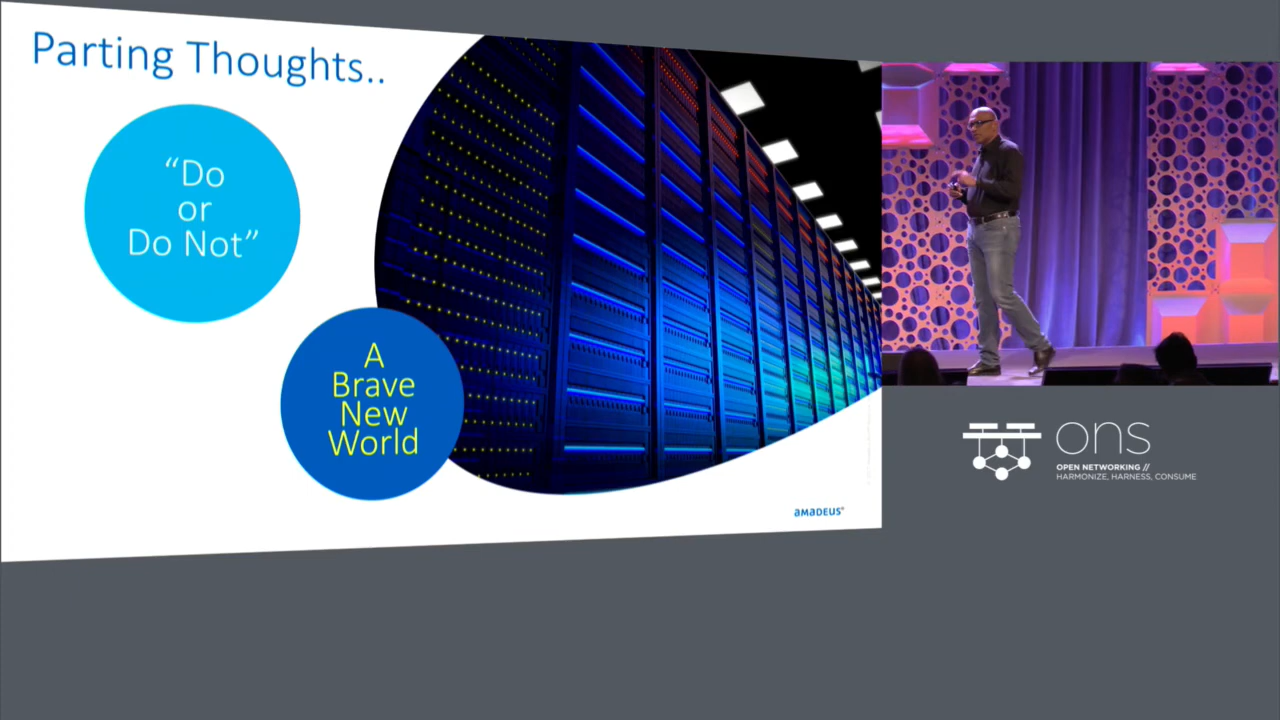 Parting Thoughts..
“Do
or
Do Not”
A
Brave
New
World
amadeus
ons
OPEN NETWORKING //
HARMONIZE, HARNESS, CONSUME